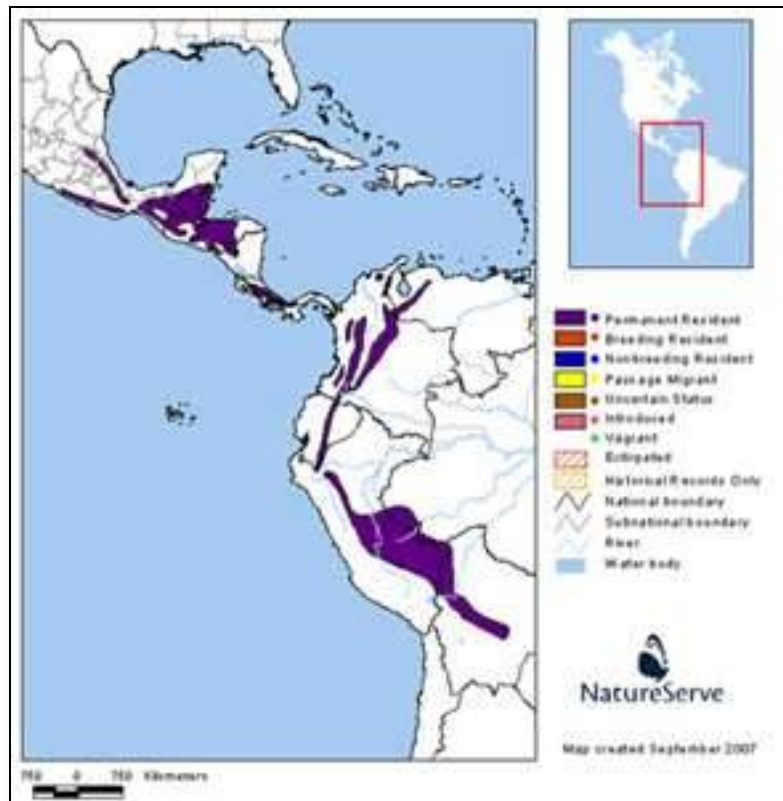 Permanent Resident
Breeding Resident
Nonbreeding Resident
Passage Migrant
Uncertain Status
Introduced
Vagrant
Extirpated
Historical Records Only
National boundary
Subnational boundary
River
Water body
NatureServe
Map created September 2007
750 0 750 Kilometers